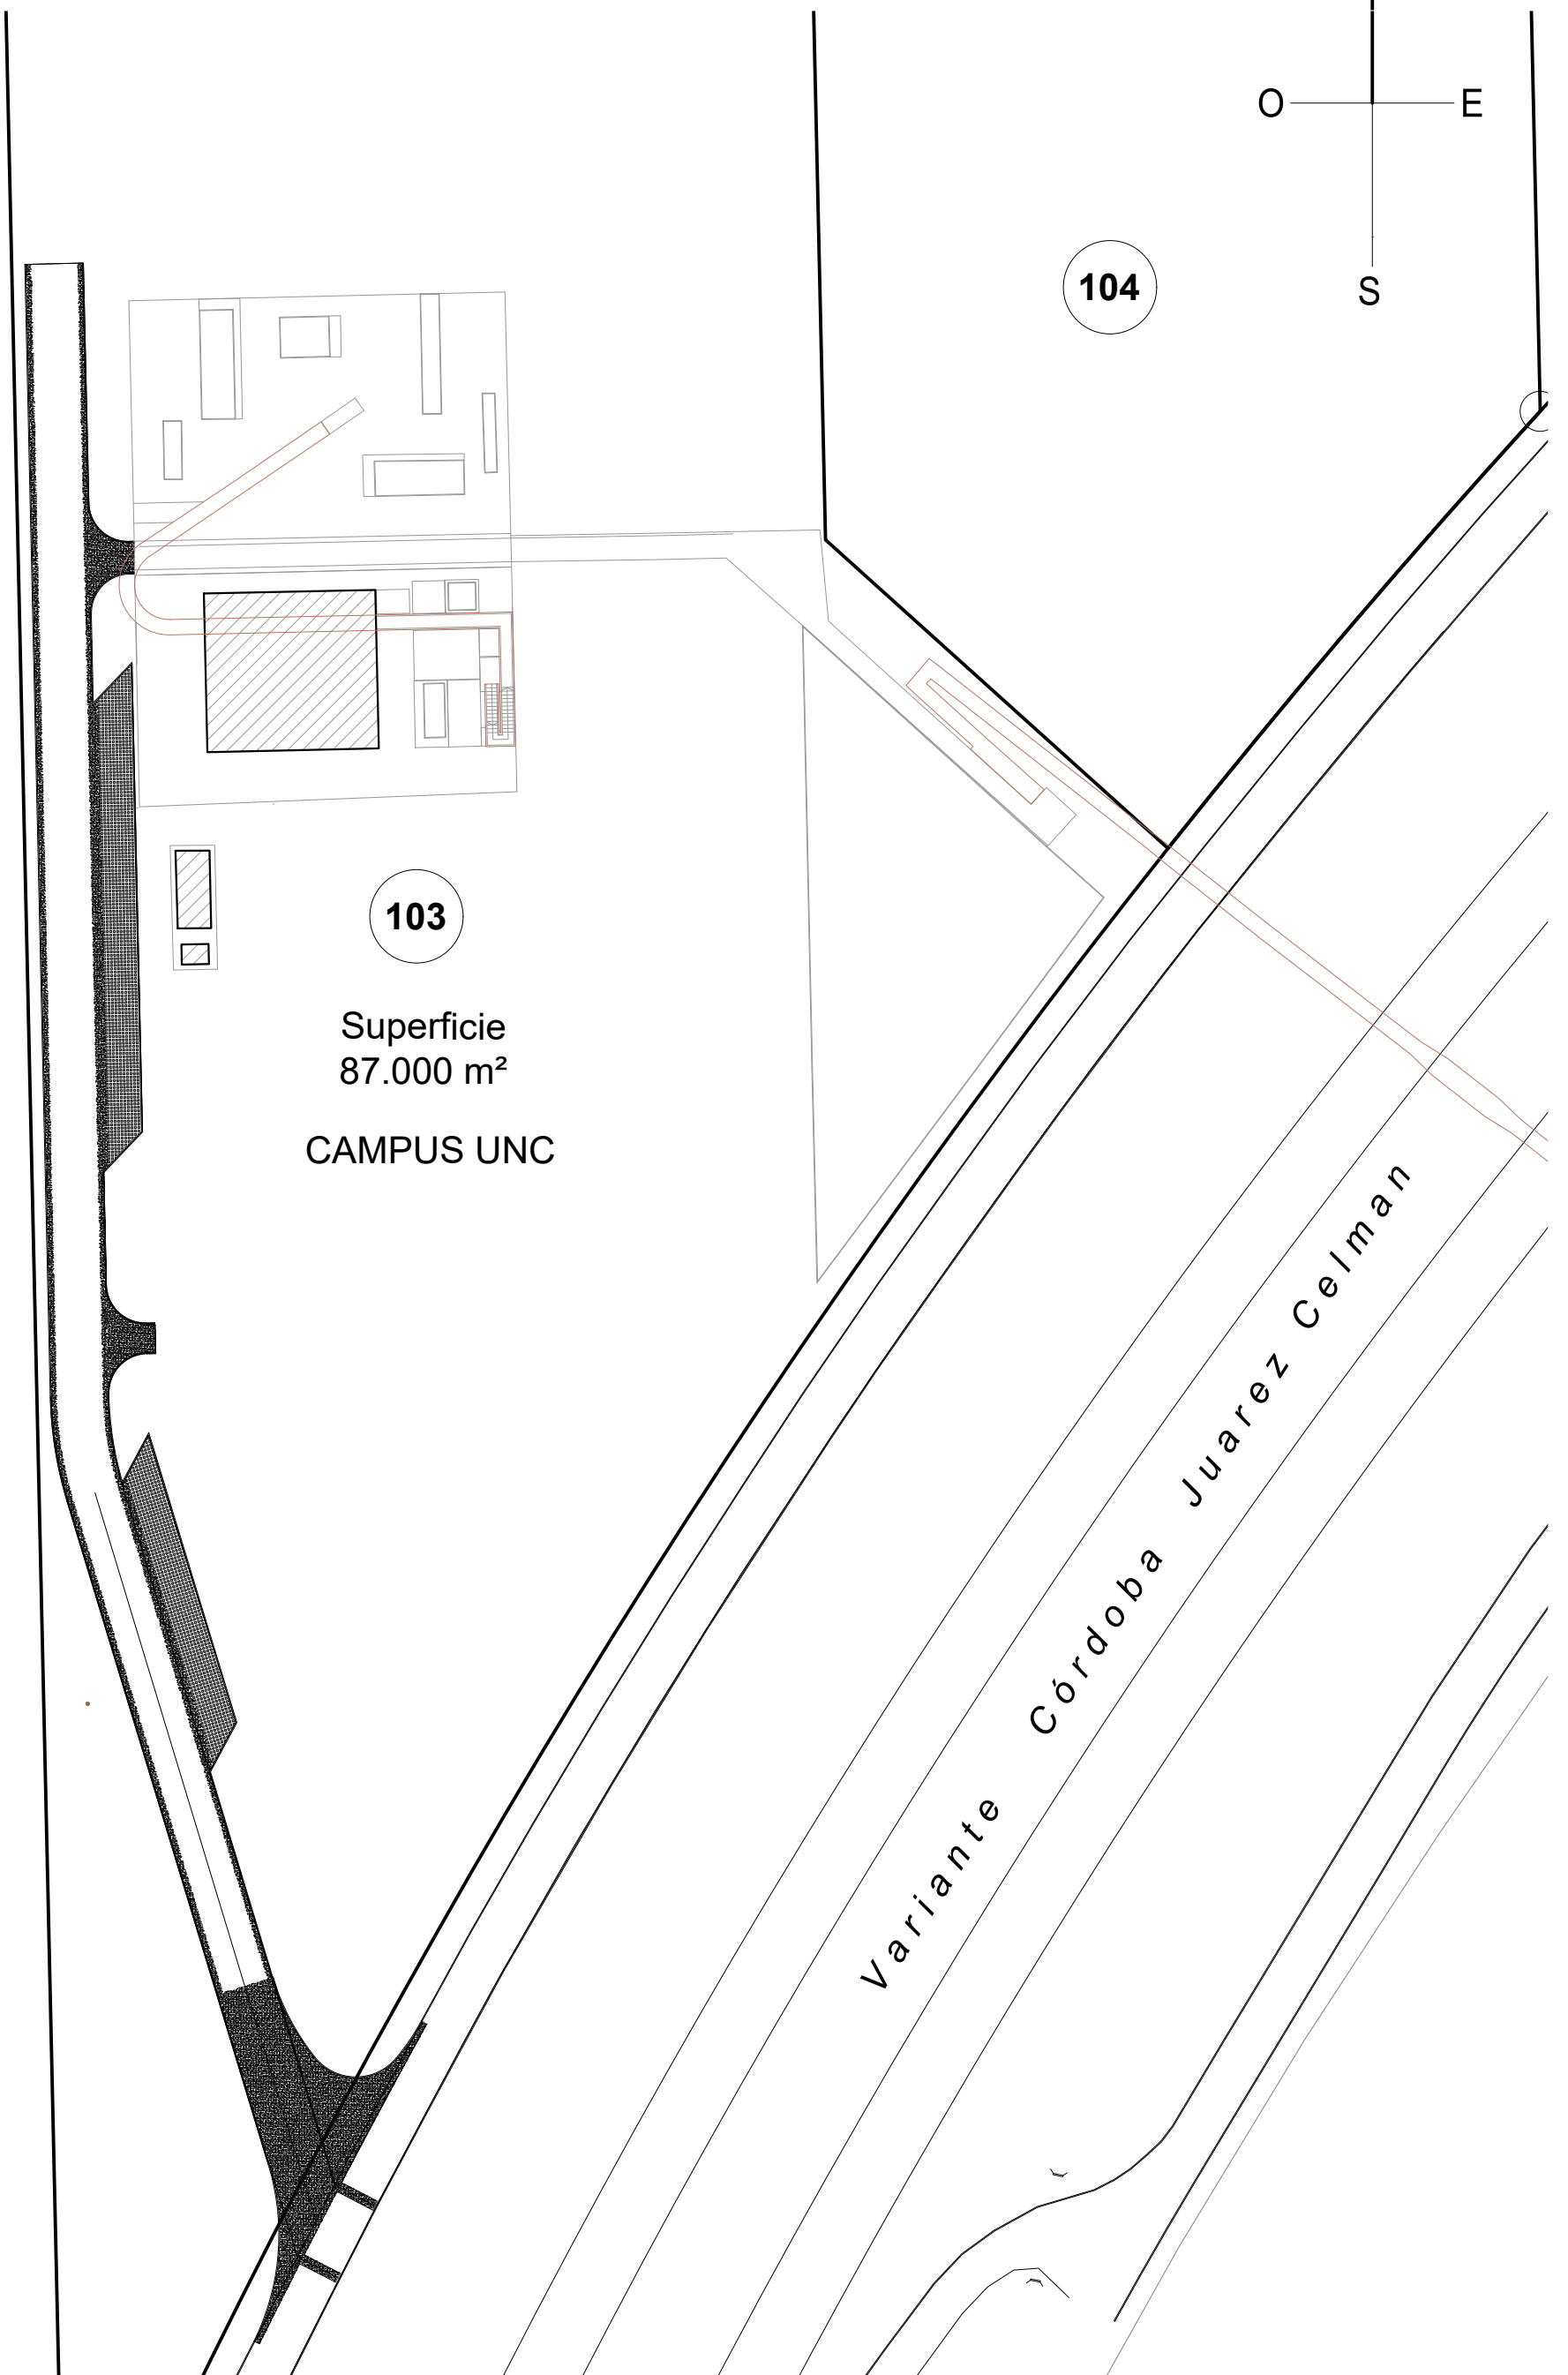 O E
S
104
103
Superficie
87.000 m²
CAMPUS UNC
Variante Córdoba Juarez Celman